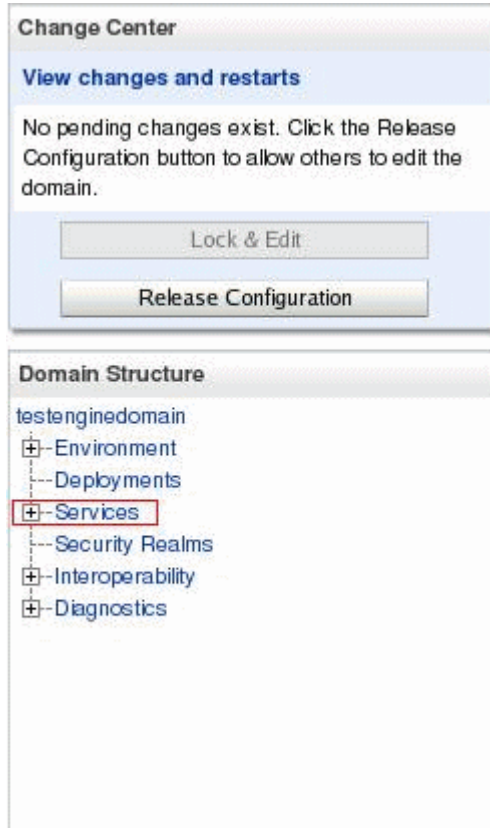 Change Center
View changes and restarts
No pending changes exist. Click the Release
Configuration button to allow others to edit the
domain.
Lock & Edit
Release Configuration
Domain Structure
testenginedomain
Environment
Deployments
Services
Security Realms
Interoperability
Diagnostics